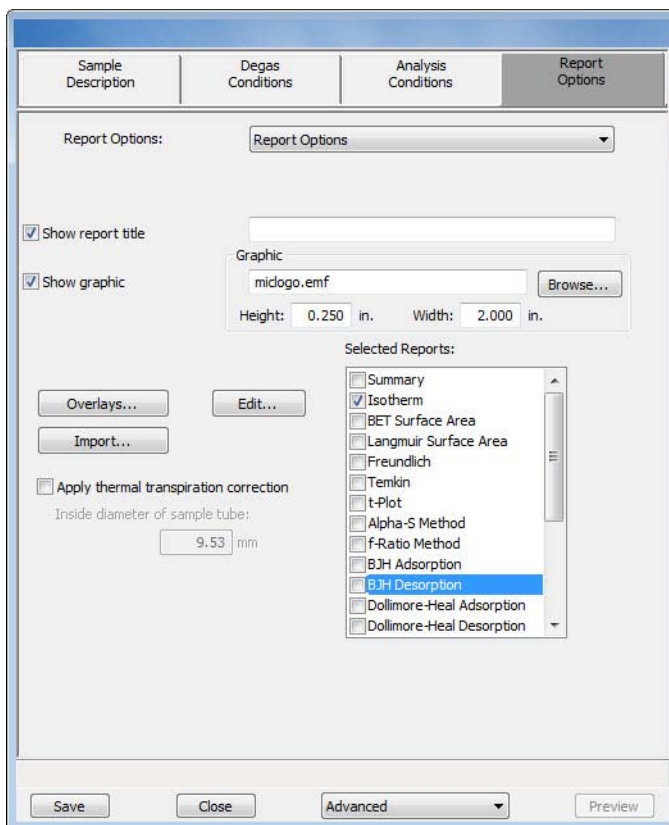 Sample
Description
Degas
Conditions
Analysis
Conditions
Report
Options
Report Options:
Report Options
Show report title
Graphic
Show graphic
miclogo.emf
Browse...
Height: 0.250 in. Width: 2.000 in.
Selected Reports:
Summary
Isotherm
BET Surface Area
Langmuir Surface Area
Freundlich
Temkin
t-Plot
Alpha-S Method
f-Ratio Method
BJH Adsorption
BJH Desorption
Dollimore-Heal Adsorption
Dollimore-Heal Desorption
Overlays...
Edit...
Import...
Apply thermal transpiration correction
Inside diameter of sample tube:
9.53 mm
Save
Close
Advanced
Preview